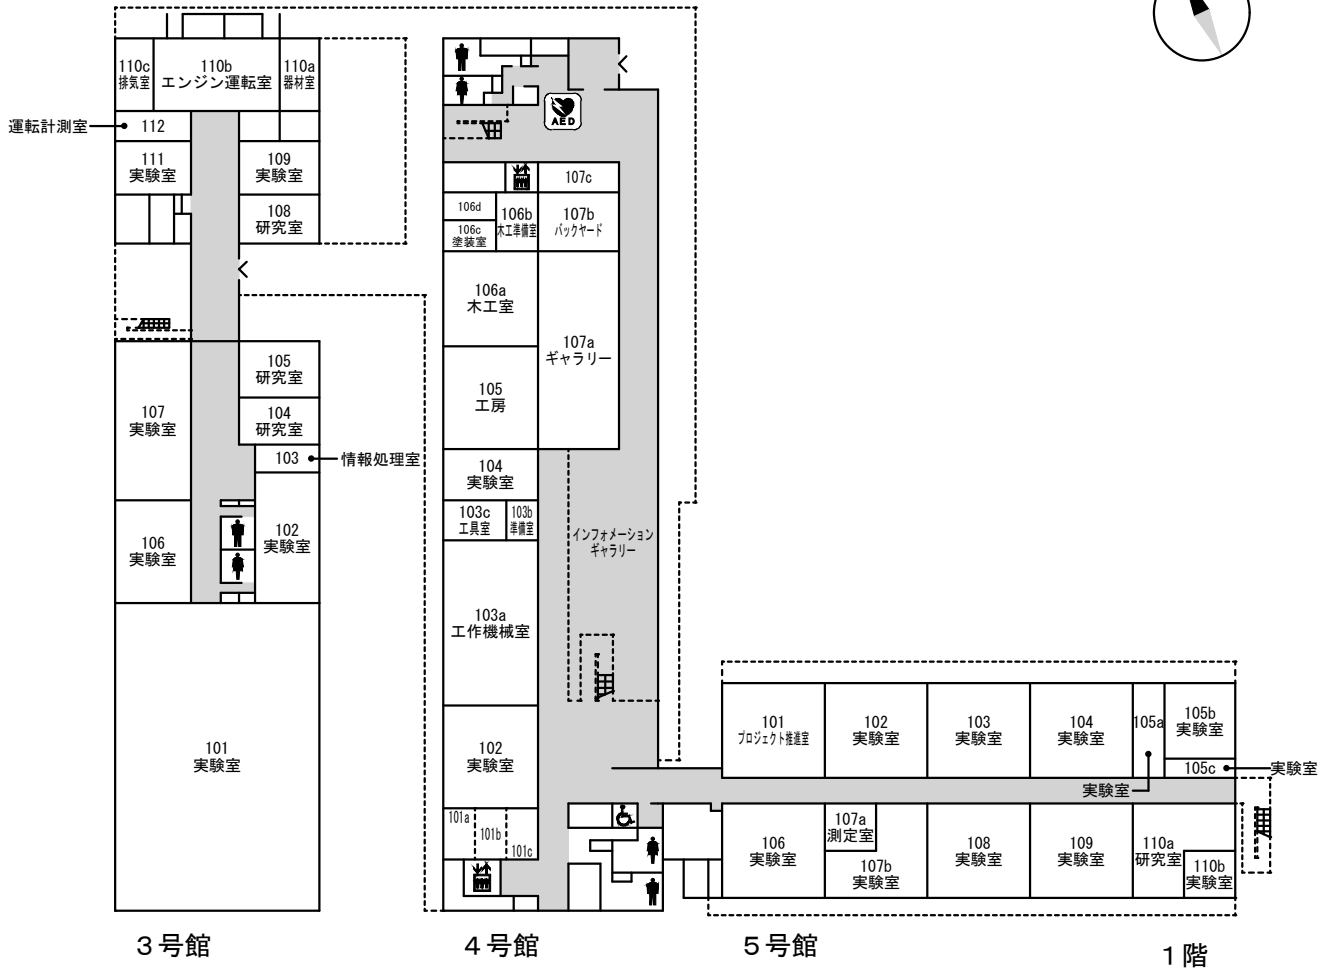 110c
排気室
110b
エンジン運転室
110a
器材室
運転計測室
112
111
実験室
109
実験室
108
研究室
105
研究室
107
実験室
104
研究室
103
情報処理室
106
実験室
102
実験室
101
実験室
3号館
AED
107c
106d
106c
塗装室
106b
木工準備室
107b
バックヤード
106a
木工室
107a
ギャラリー
105
工房
104
実験室
103c
工具室
103b
準備室
インフォメーション
ギャラリー
103a
工作機械室
102
実験室
101a
101b
101c
4号館
101
プロジェクト推進室
102
実験室
103
実験室
104
実験室
105a
実験室
105b
実験室
105c
実験室
106
実験室
107a
測定室
107b
実験室
108
実験室
109
実験室
110a
研究室
110b
実験室
5号館
1階